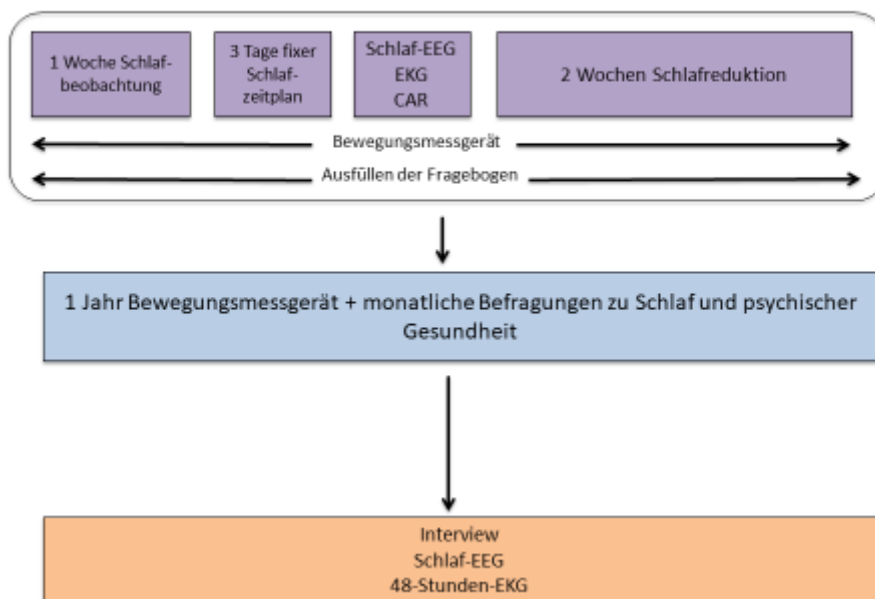 1 Woche Schlaf-
beobachtung
3 Tage fixer
Schlaf-
zeitplan
Schlaf-EEG
EKG
CAR
2 Wochen Schlafreduktion
Bewegungsmessgerät
Ausfüllen der Fragebogen
1 Jahr Bewegungsmessgerät + monatliche Befragungen zu Schlaf und psychischer
Gesundheit
Interview
Schlaf-EEG
48-Stunden-EKG